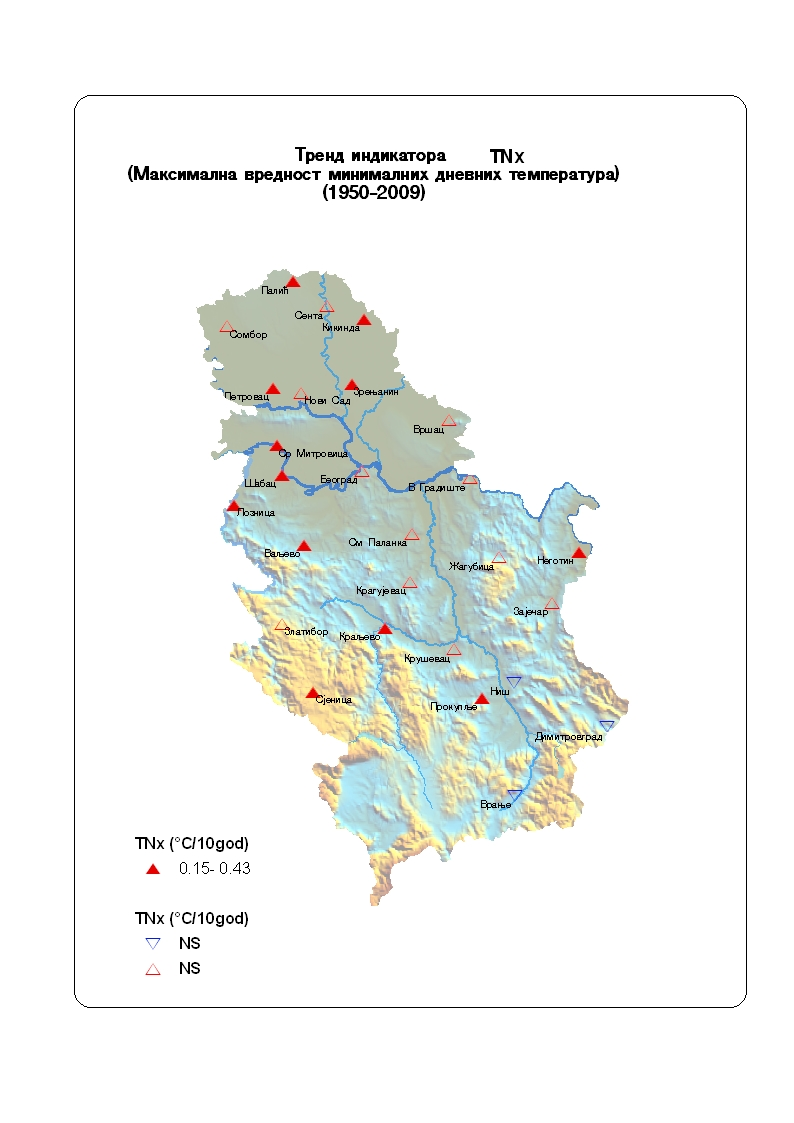 Тренд индикатора TNx
(Максимална вредност минималних дневних температура)
(1950-2009)
Палић
Сента
Кикинда
Сомбор
Петровац
Нови Сад
Зрењанин
Вршац
Ср Митровица
Шабац
Београд
В Градиште
Лозница
См Паланка
Ваљево
Жагубица
Неготин
Крагујевац
Зајечар
Златибор
Краљево
Крушевац
Ниш
Сјеница
Прокупље
Димитровград
Врање
TNx (°C/10god)
0.15- 0.43
TNx (°C/10god)
NS
NS